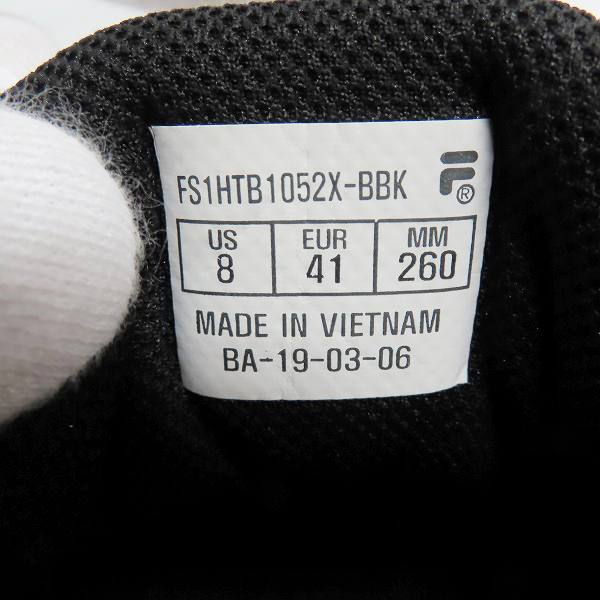 FS1HTB1052X-BBK F®
US EUR MM
8 41 260
MADE IN VIETNAM
BA-19-03-06